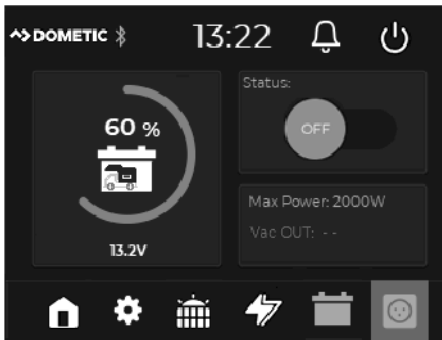 DOMETIC 13:22
60 %
13.2V
Status:
OFF
Max Power: 2000W
Vac OUT: - -